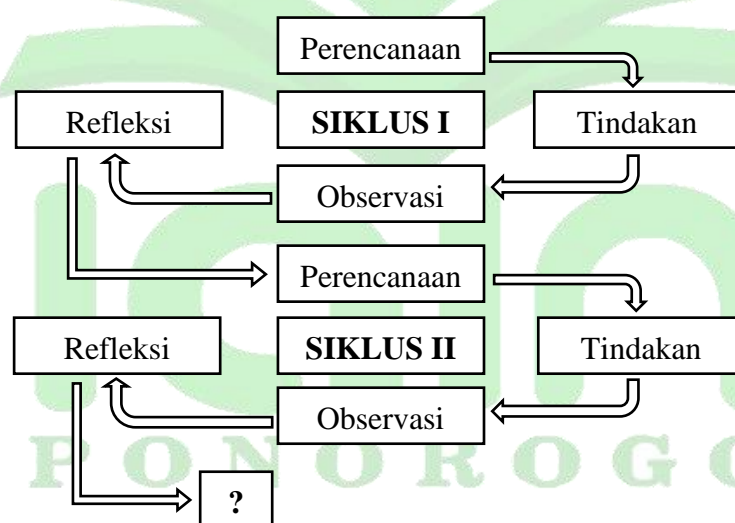 Perencanaan
Refleksi
SIKLUS I
Tindakan
Observasi
Perencanaan
Refleksi
SIKLUS II
Tindakan
Observasi
PONOROGO
?